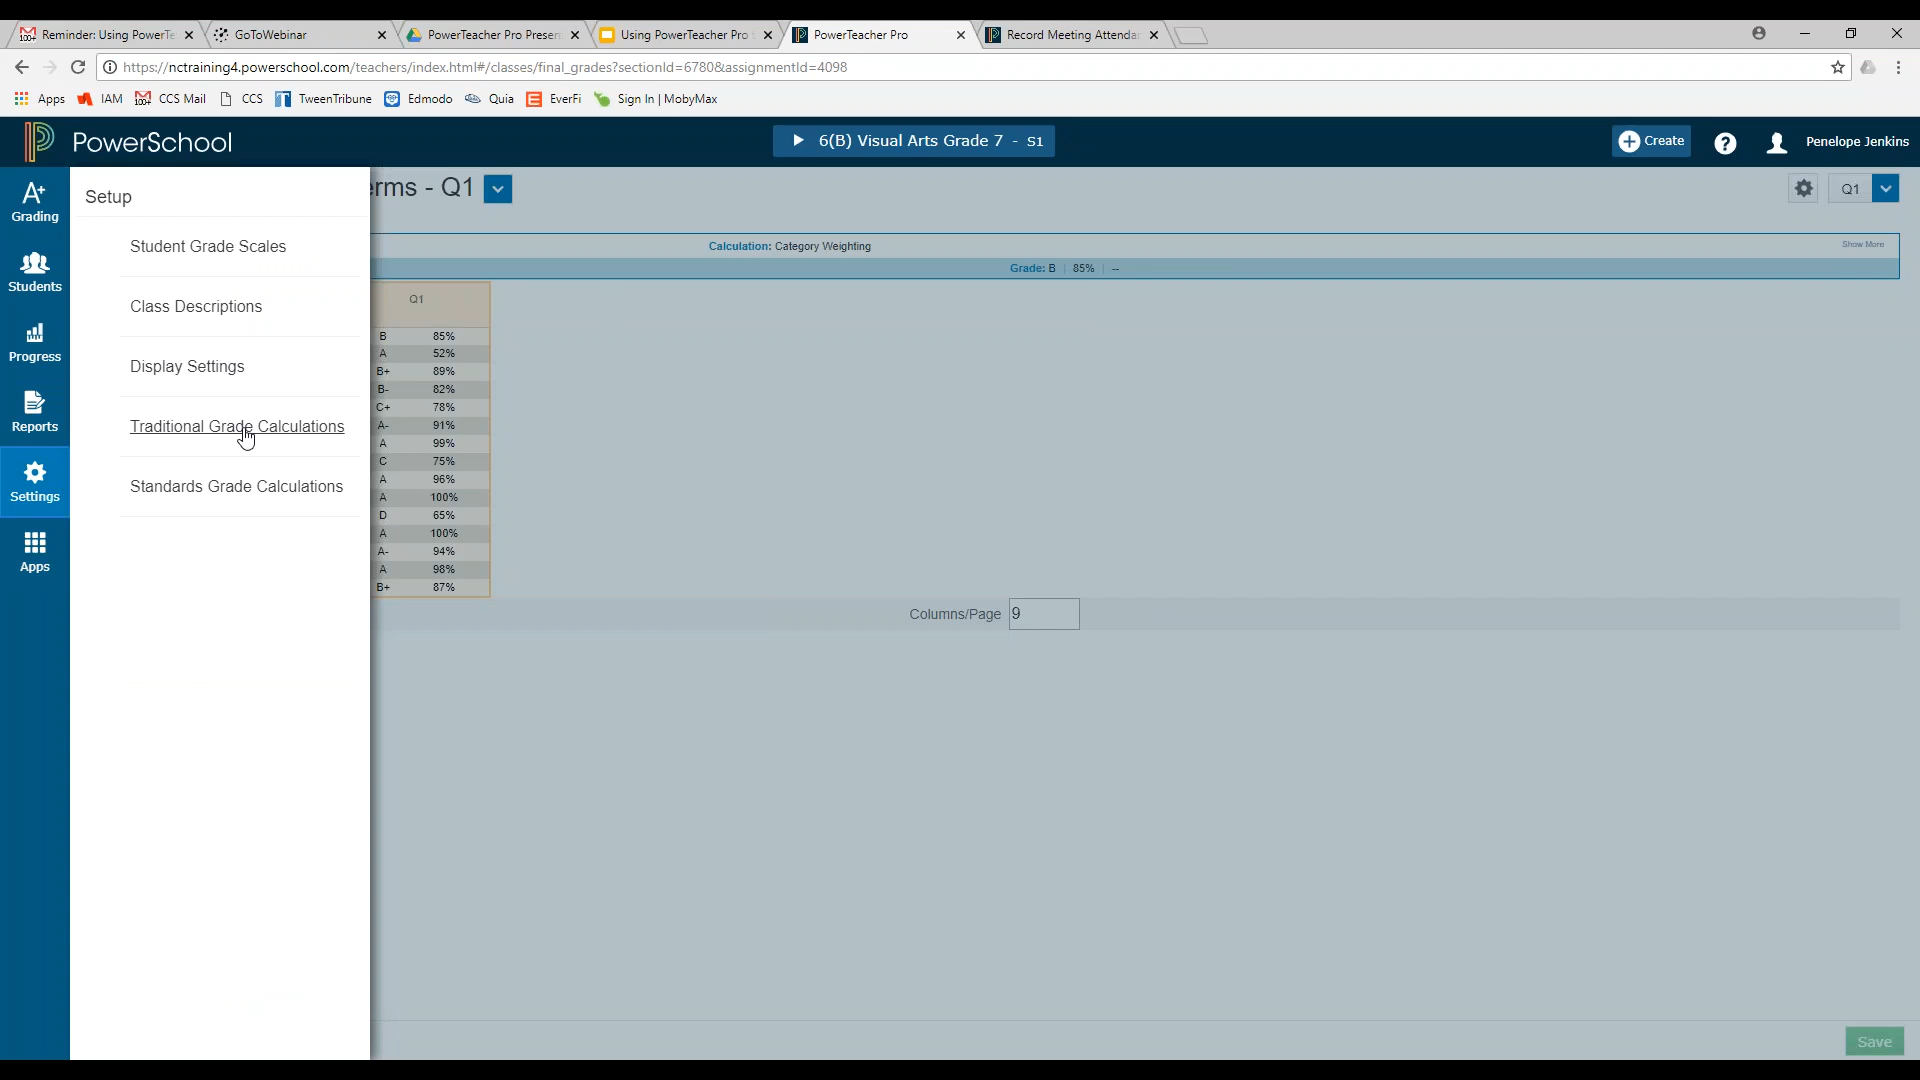 Reminder: Using PowerTe
GoToWebinar
PowerTeacher Pro Presen
Using PowerTeacher Pro t
PowerTeacher Pro
Record Meeting Attendar
https://nctraining4.powerschool.com/teachers/index.html#/classes/final_grades?sectionId=6780&assignmentId=4098
Apps IAM CCS Mail CCS TweenTribune Edmodo Quia EverFi Sign In | MobyMax
PowerSchool
6(B) Visual Arts Grade 7 - S1
Create
Penelope Jenkins
Grading
Students
Progress
Reports
Settings
Apps
Setup
Student Grade Scales
Class Descriptions
Display Settings
Traditional Grade Calculations
Standards Grade Calculations
erms - Q1
Q1
Calculation: Category Weighting
Show More
Grade: B | 85% | --
Q1
B 85%
A 52%
B+ 89%
B- 82%
C+ 78%
A- 91%
A 99%
C 75%
A 96%
A 100%
D 65%
A 100%
A- 94%
A 98%
B+ 87%
Columns/Page 9
Save